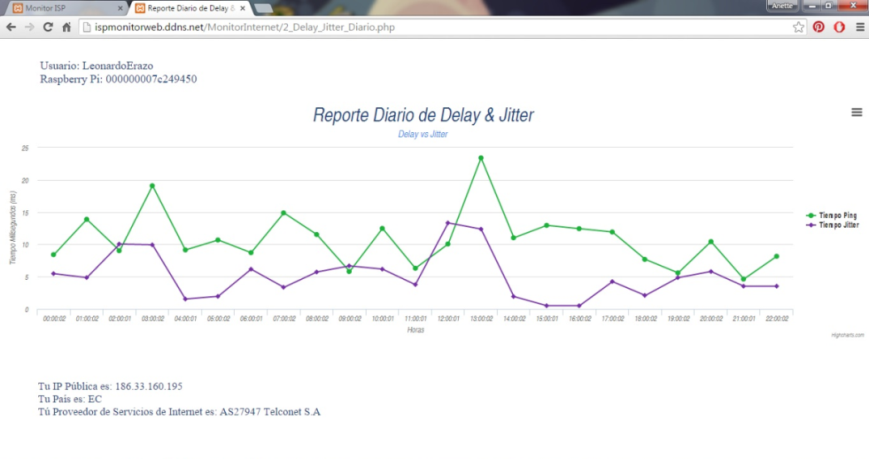 Monitor ISP
Reporte Diario de Delay &
Anette
ispmonitorweb.ddns.net/MonitorInternet/2_Delay_Jitter_Diario.php
Usuario: LeonardoErazo
Raspberry Pi: 000000007c249450
Reporte Diario de Delay & Jitter
Delay vs Jitter
25
20
15
10
5
0
Tiempo Milisegundos (ms)
Tiempo Ping
Tiempo Jitter
00:00:02 01:00:02 02:00:01 03:00:02 04:00:01 05:00:02 06:00:01 07:00:02 08:00:02 09:00:02 10:00:01 11:00:01 12:00:01 13:00:02 14:00:02 15:00:01 16:00:02 17:00:02 18:00:02 19:00:02 20:00:02 21:00:01 22:00:02
Horas
Highcharts.com
Tu IP Pública es: 186.33.160.195
Tu País es: EC
Tú Proveedor de Servicios de Internet es: AS27947 Telconet S.A